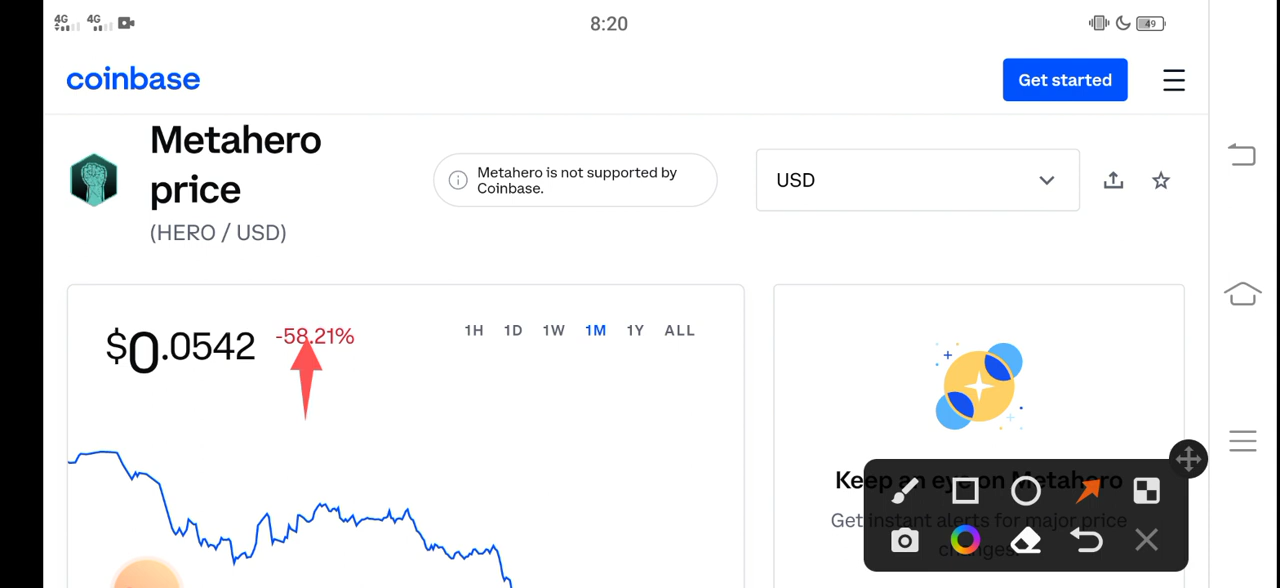 4G 4G 8:20 49
coinbase
Get started
Metahero
price
(HERO / USD)
Metahero is not supported by
Coinbase.
USD
$0.0542
-58.21%
1H 1D 1W 1M 1Y ALL
Keep an eye on Metahero
Get instant alerts for major price
changes.